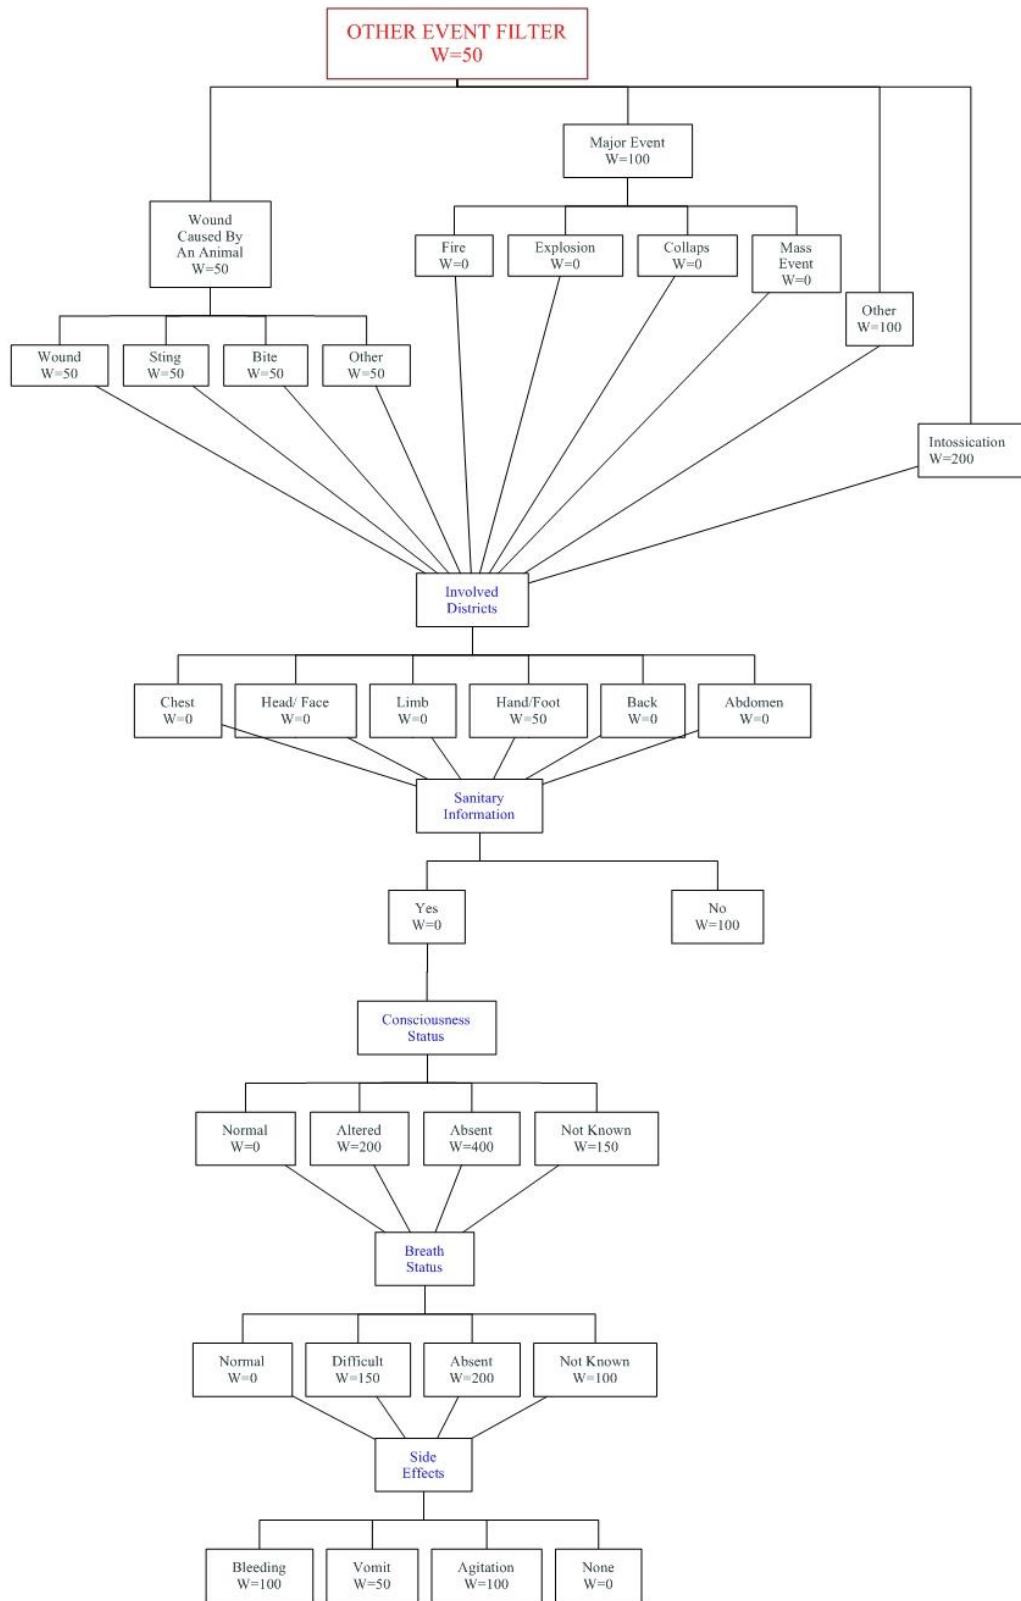 OTHER EVENT FILTER
W=50
Major Event
W=100
Wound
Caused By
An Animal
W=50
Fire
W=0
Explosion
W=0
Collaps
W=0
Mass
Event
W=0
Other
W=100
Wound
W=50
Sting
W=50
Bite
W=50
Other
W=50
Intossication
W=200
Involved
Districts
Chest
W=0
Head/ Face
W=0
Limb
W=0
Hand/Foot
W=50
Back
W=0
Abdomen
W=0
Sanitary
Information
Yes
W=0
No
W=100
Consciousness
Status
Normal
W=0
Altered
W=200
Absent
W=400
Not Known
W=150
Breath
Status
Normal
W=0
Difficult
W=150
Absent
W=200
Not Known
W=100
Side
Effects
Bleeding
W=100
Vomit
W=50
Agitation
W=100
None
W=0